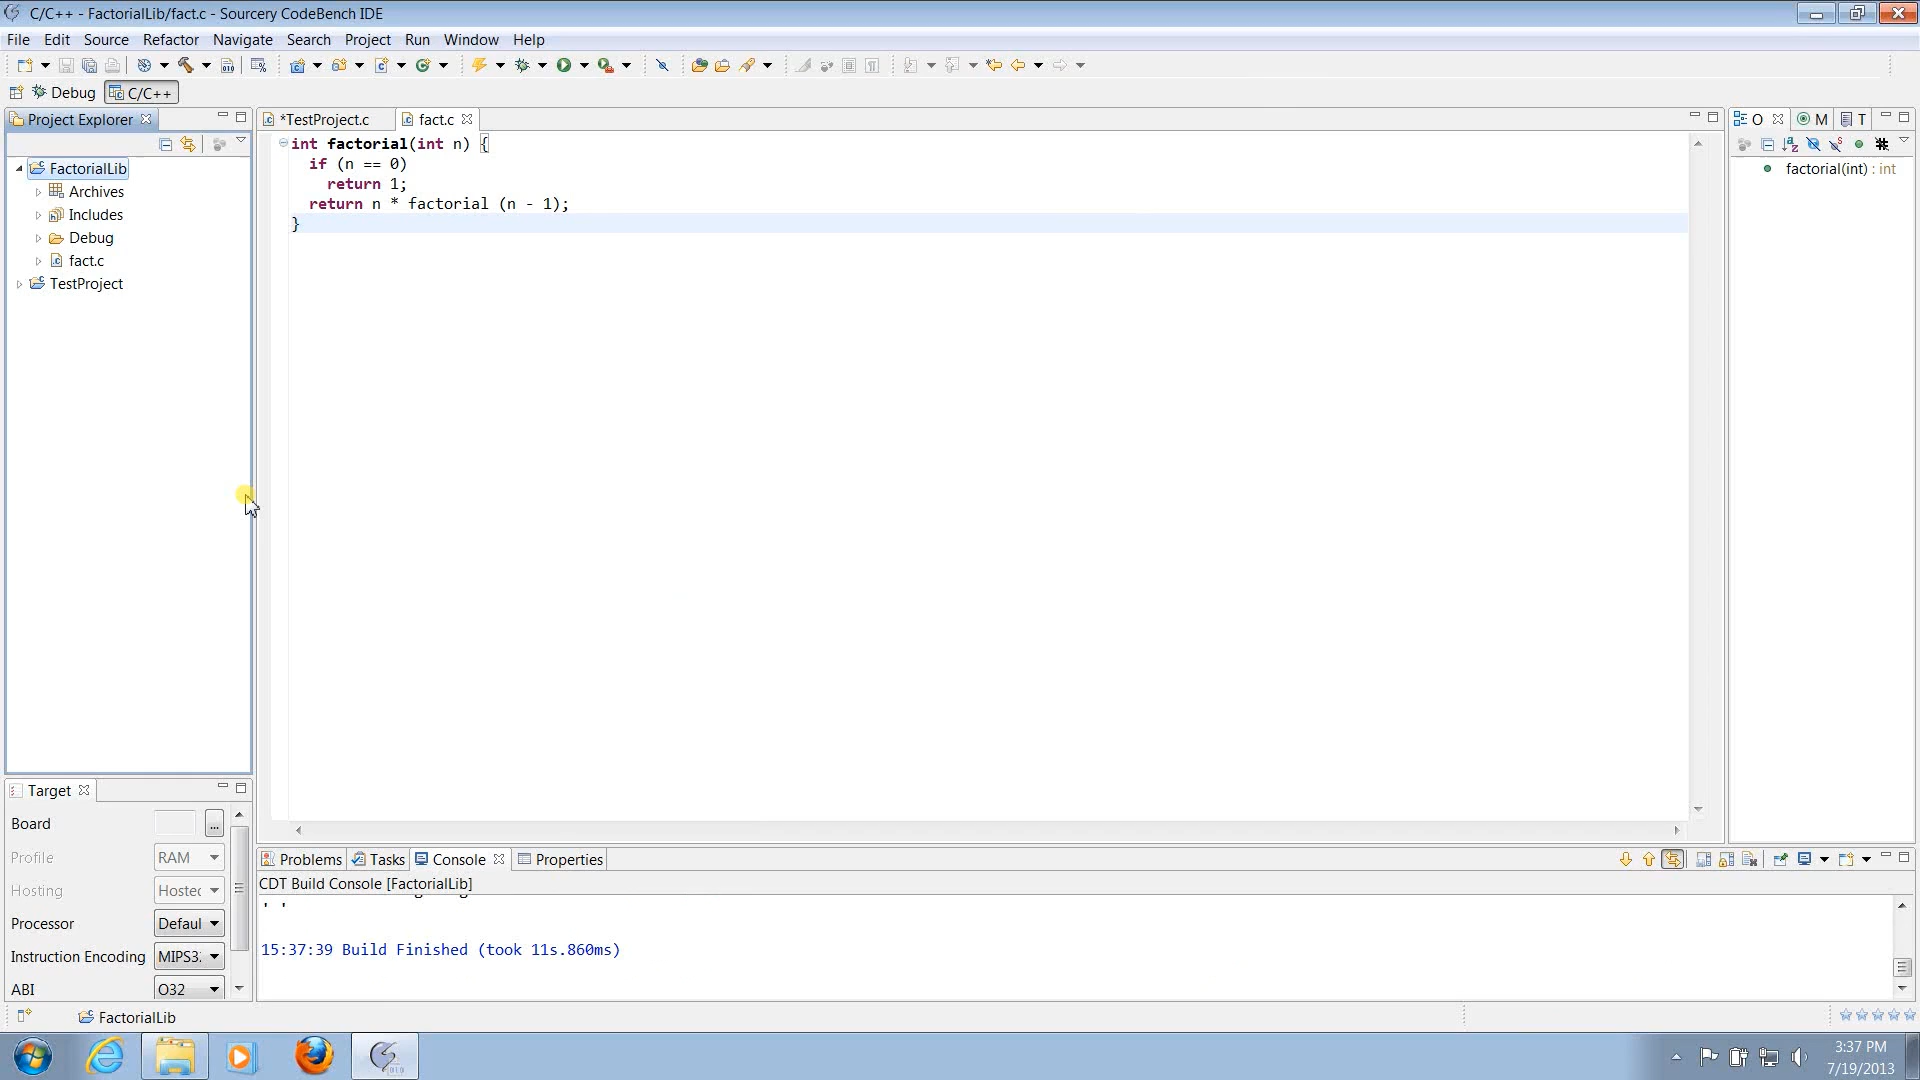 C/C++ - FactorialLib/fact.c - Sourcery CodeBench IDE
File Edit Source Refactor Navigate Search Project Run Window Help
Debug C/C++
Project Explorer
FactorialLib
Archives
Includes
Debug
fact.c
TestProject
*TestProject.c fact.c
int factorial(int n) {
if (n == 0)
return 1;
return n * factorial (n - 1);
}
O M T
factorial(int) : int
Target
Board ...
Profile RAM
Hosting Hostec
Processor Defaul
Instruction Encoding MIPS3
ABI O32
Problems Tasks Console Properties
CDT Build Console [FactorialLib]
15:37:39 Build Finished (took 11s.860ms)
FactorialLib
3:37 PM
7/19/2013